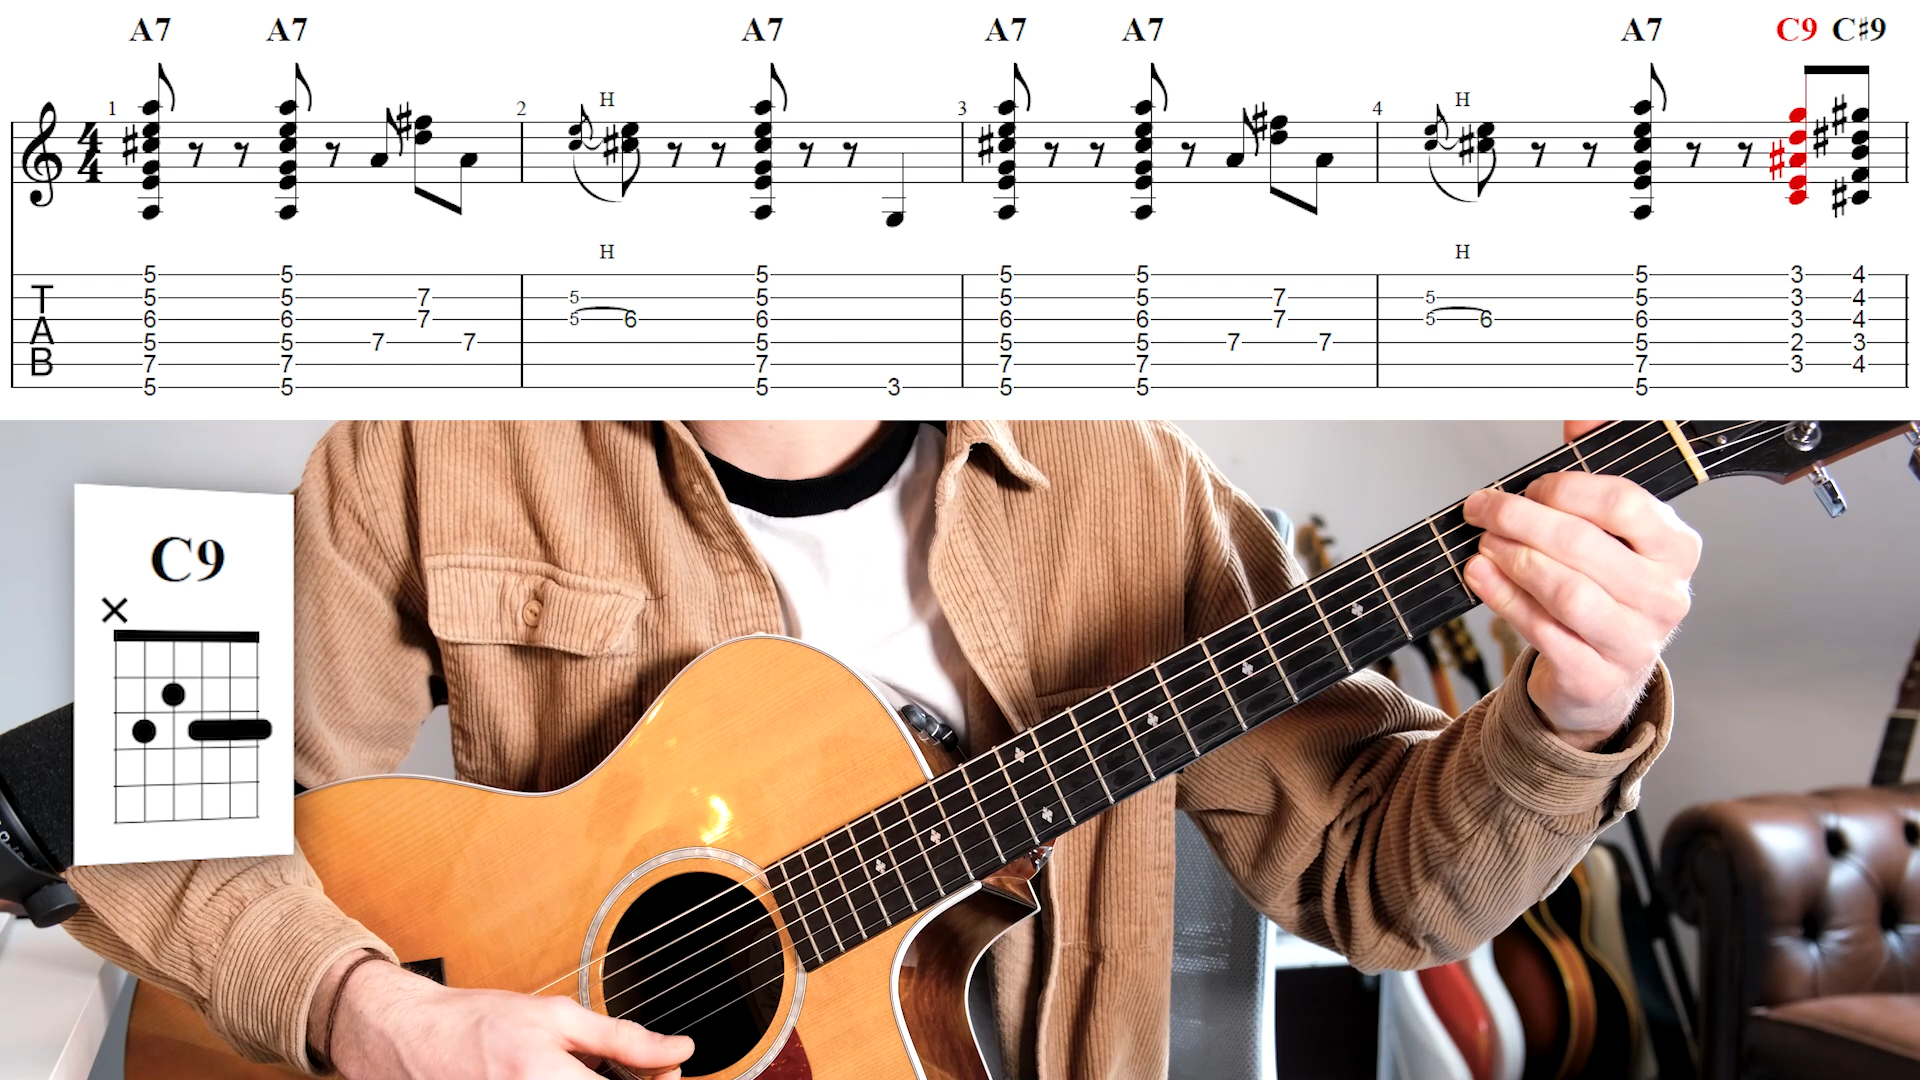 A7 A7 A7 A7 A7 A7 C9 C♯9
1 2 H 3 4 H
4
4
H H
5 5 5 5 5 5 3 4
T 5 5 7 5 5 5 5 7 5 5 3 4
6 6 7 5 6 6 6 6 7 5 6 6 3 4
A 5 5 7 7 5 5 5 7 7 5 2 3
B 7 7 7 7 7 7 3 4
5 5 5 3 5 5 5
C9
×